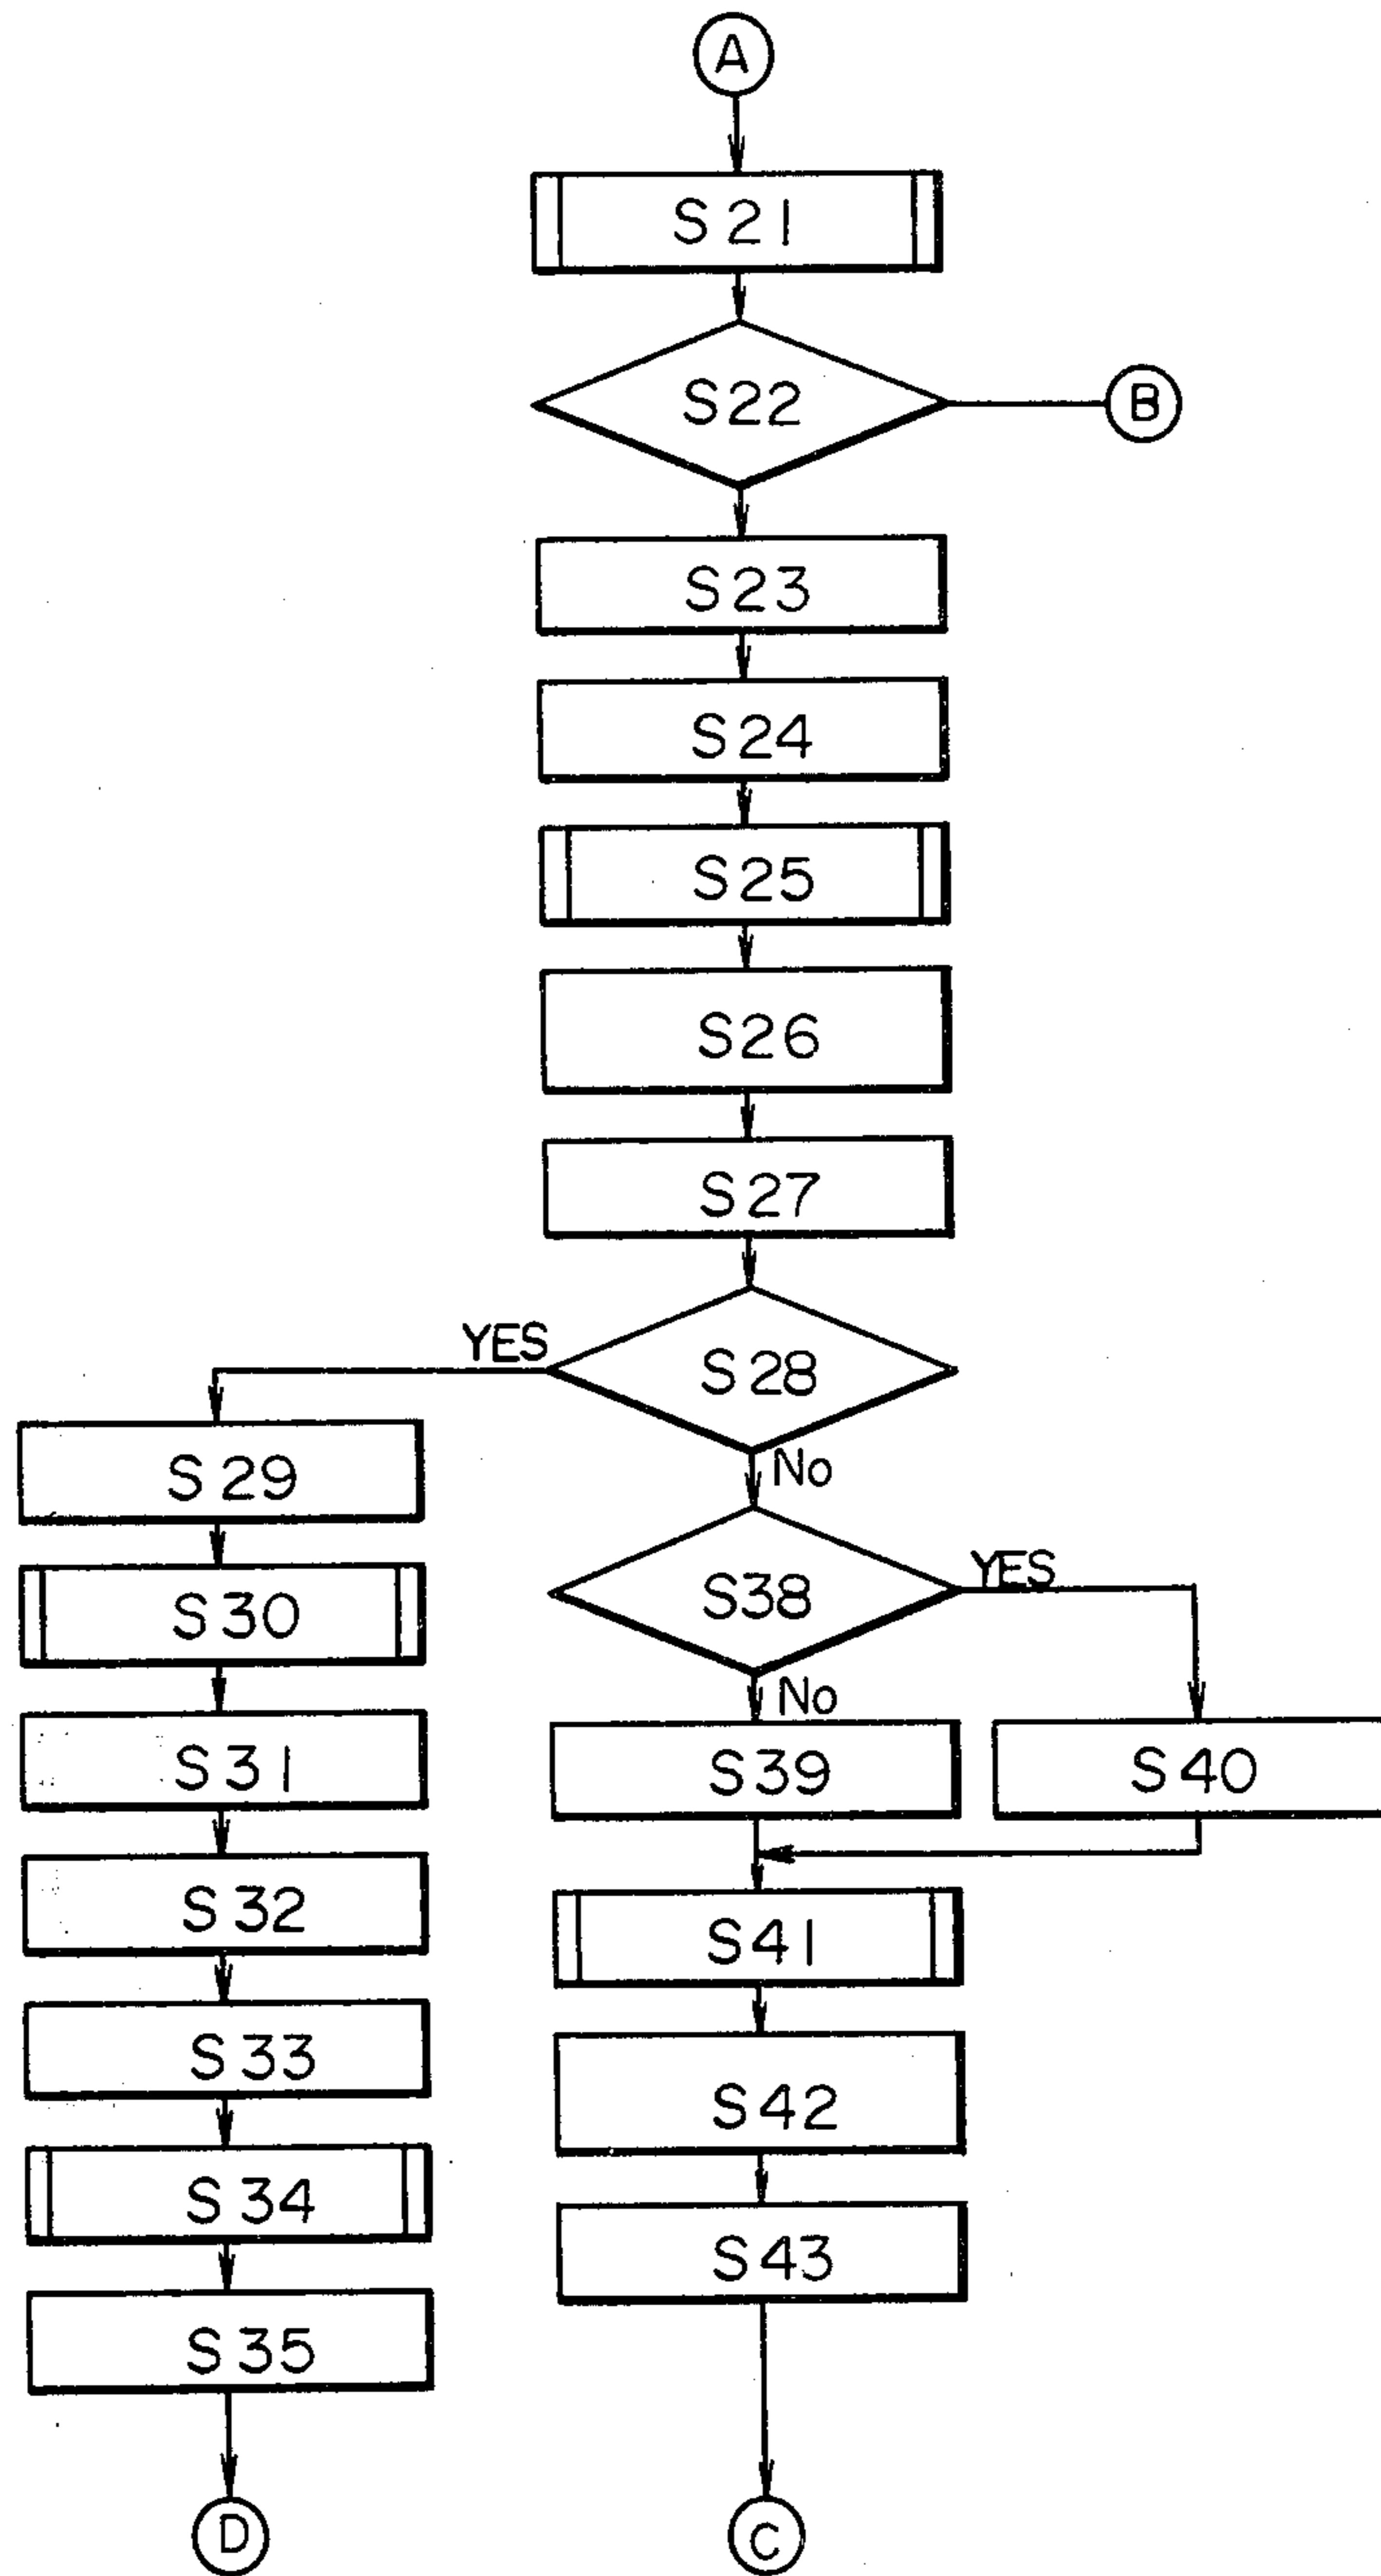 A
S21
S22
B
S23
S24
S25
S26
S27
YES
S28
No
S29
S30
S31
S32
S33
S34
S35
D
S38
YES
No
S39
S40
S41
S42
S43
C